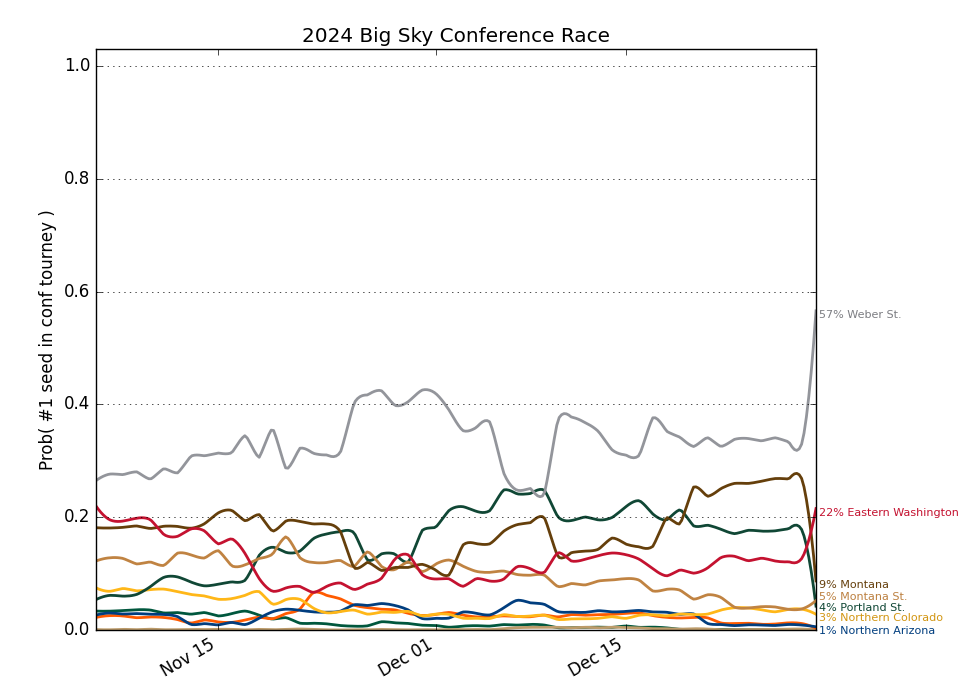 2024 Big Sky Conference Race
Prob( #1 seed in conf tourney )
1.0
0.8
0.6
0.4
0.2
0.0
Nov 15
Dec 01
Dec 15
57% Weber St.
22% Eastern Washington
9% Montana
5% Montana St.
4% Portland St.
3% Northern Colorado
1% Northern Arizona